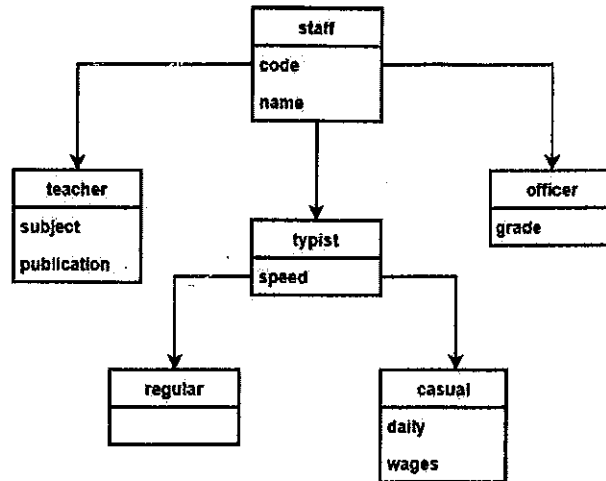 staff
code
name
teacher
subject
publication
officer
grade
typist
speed
regular
casual
daily
wages